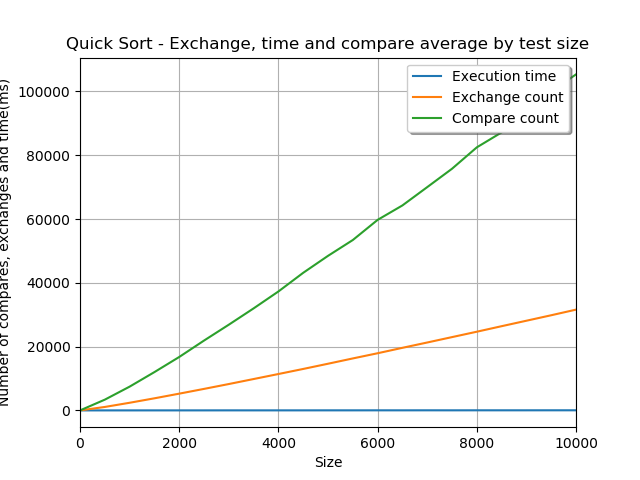 Quick Sort - Exchange, time and compare average by test size
Execution time
Exchange count
Compare count
Number of compares, exchanges and time(ms)
100000
80000
60000
40000
20000
0
0 2000 4000 6000 8000 10000
Size